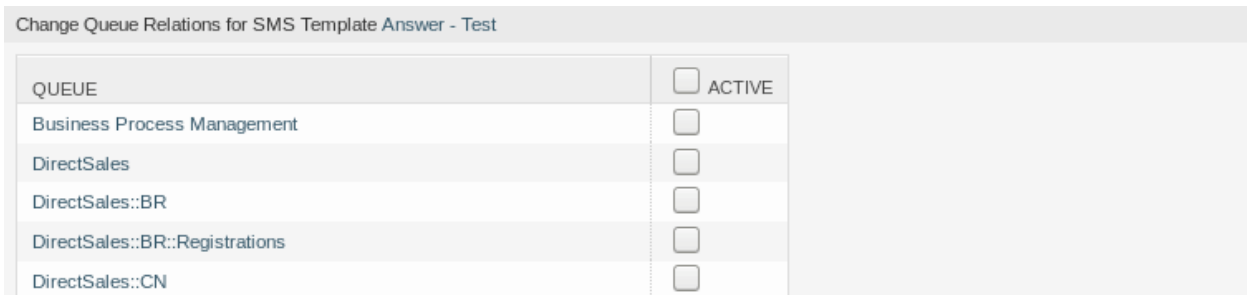 Change Queue Relations for SMS Template Answer - Test
QUEUE ACTIVE
Business Process Management
DirectSales
DirectSales::BR
DirectSales::BR::Registrations
DirectSales::CN